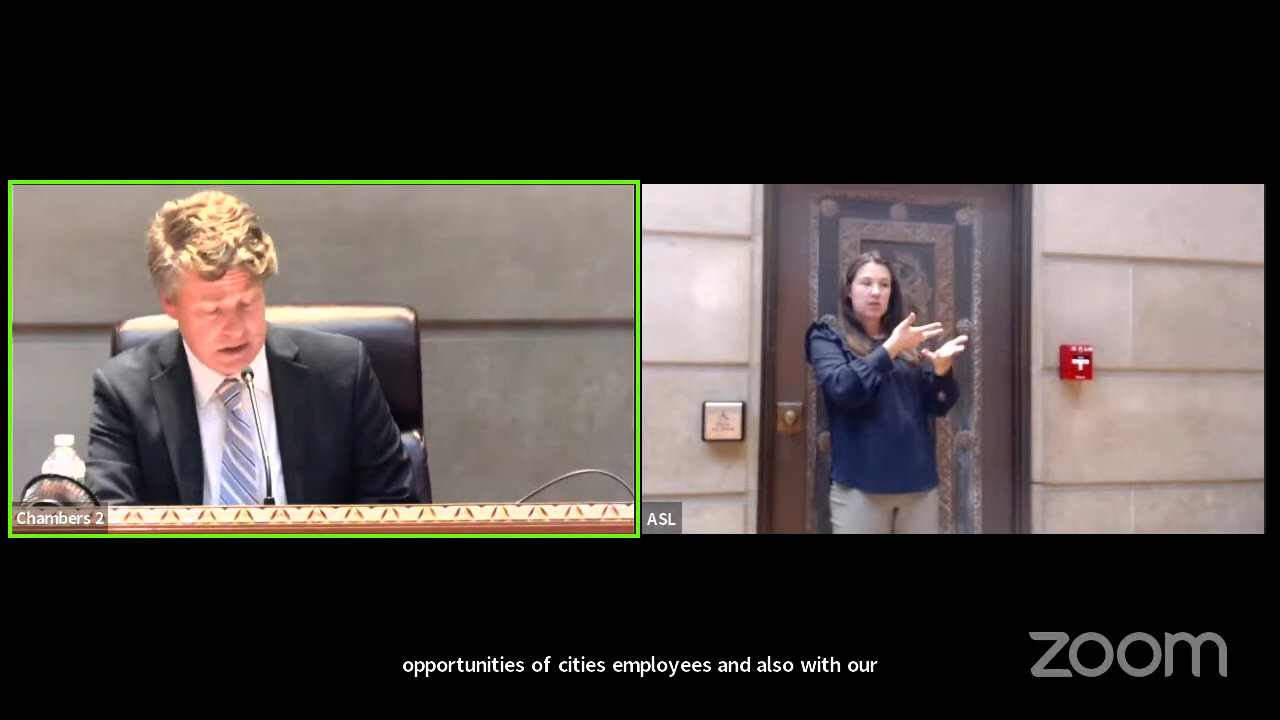 Chambers 2
ASL
opportunities of cities employees and also with our
zoom